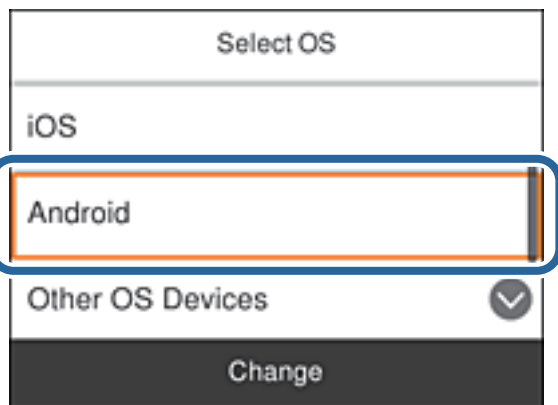 Select OS
iOS
Android
Other OS Devices
Change